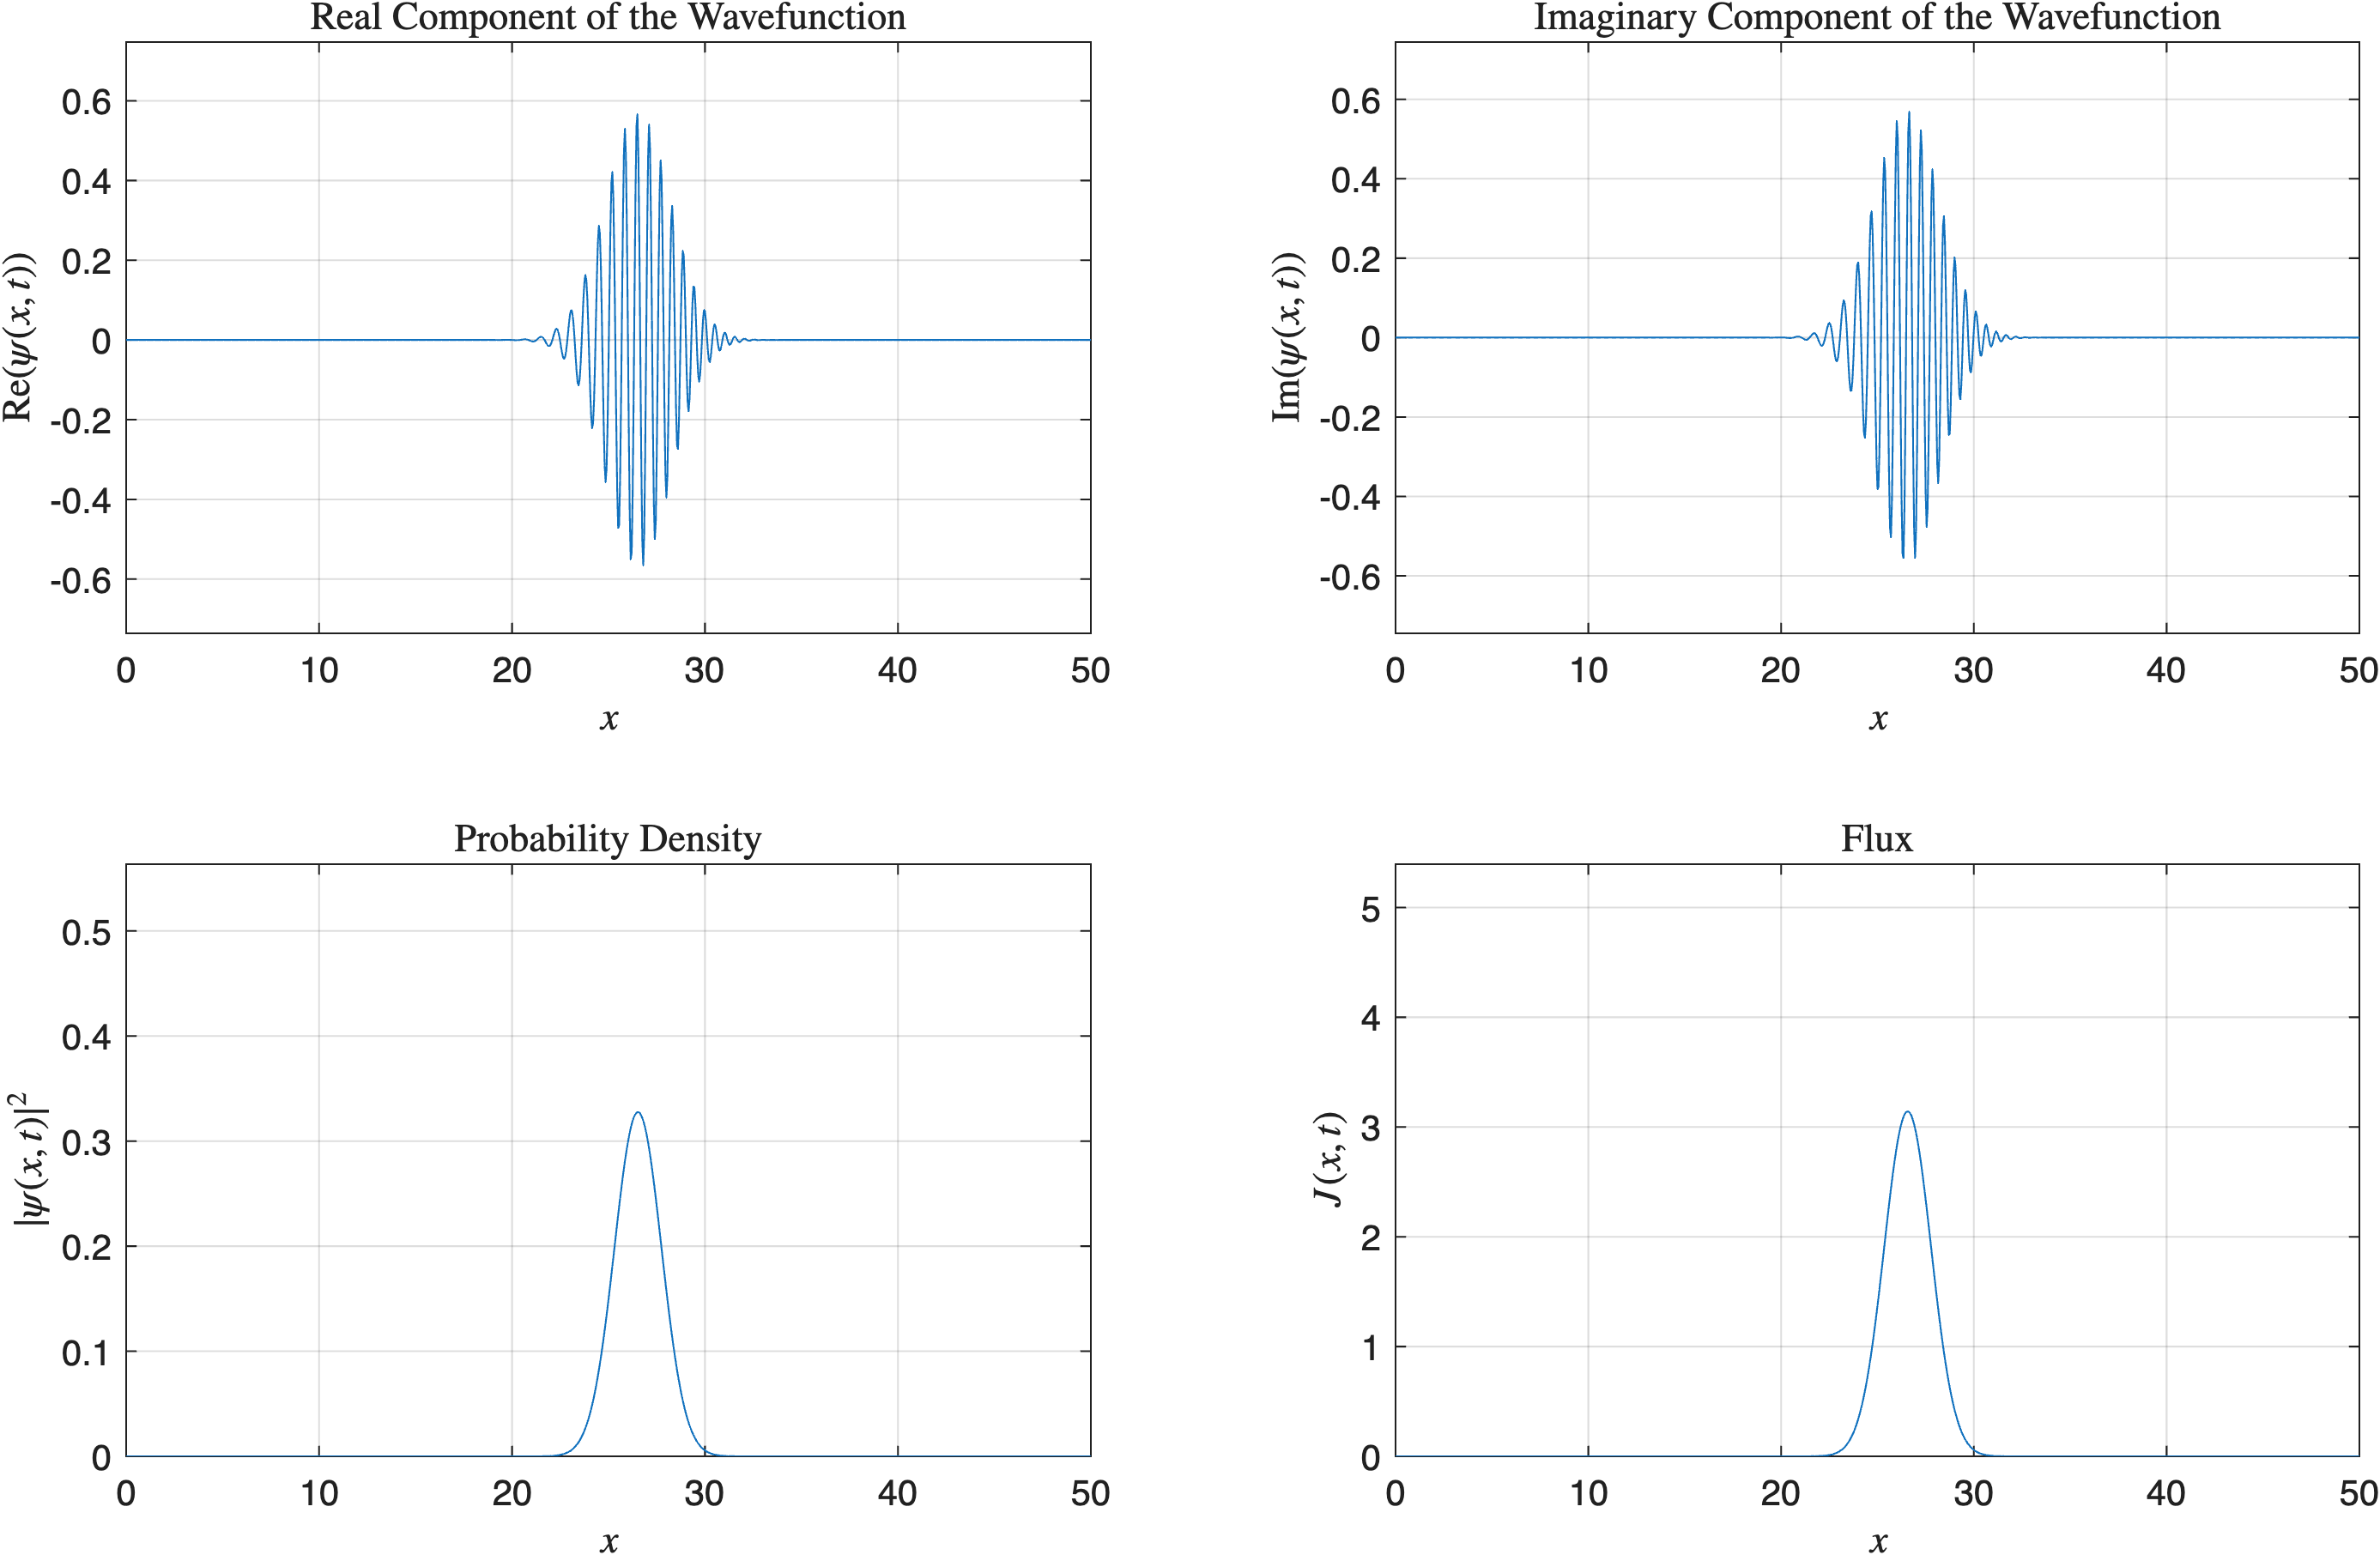 Real Component of the Wavefunction
0.6
0.4
0.2
0
-0.2
-0.4
-0.6
Re(ψ(x, t))
0 10 20 30 40 50
x
Imaginary Component of the Wavefunction
0.6
0.4
0.2
0
-0.2
-0.4
-0.6
Im(ψ(x, t))
0 10 20 30 40 50
x
Probability Density
0.5
0.4
0.3
0.2
0.1
0
|ψ(x, t)|²
0 10 20 30 40 50
x
Flux
5
4
3
2
1
0
J(x, t)
0 10 20 30 40 50
x